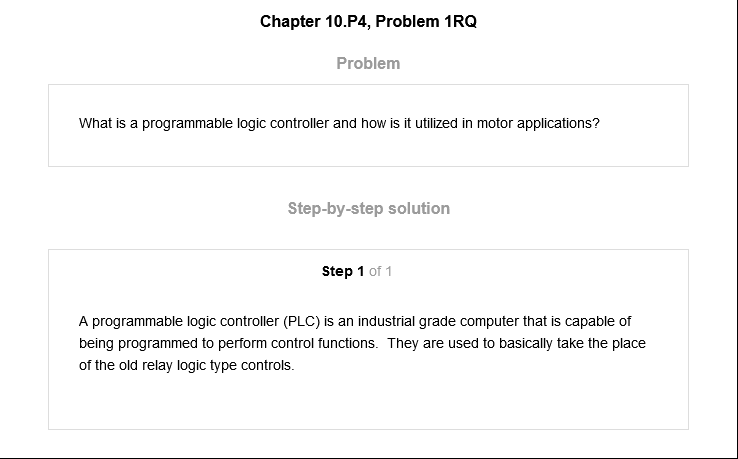 Chapter 10.P4, Problem 1RQ
Problem
What is a programmable logic controller and how is it utilized in motor applications?
Step-by-step solution
Step 1 of 1
A programmable logic controller (PLC) is an industrial grade computer that is capable of
being programmed to perform control functions.  They are used to basically take the place
of the old relay logic type controls.